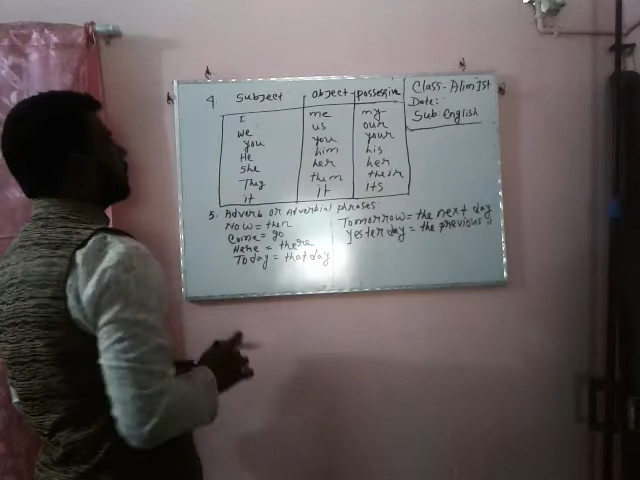 4. Subject object possessive
I me my
we us our
you you your
He him his
she her her
They them their
it it Its
Class - Alim 1st
Date:
Sub: English
5. Adverb or Adverbial phrases:
Now = then
Come = go
Here = there
Today = that day
Tomorrow = the next day
Yesterday = the previous "